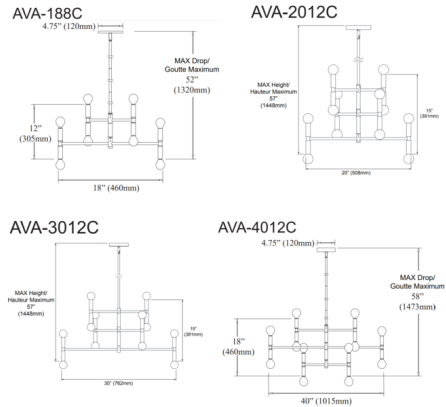 AVA-188C
4.75" (120mm)
MAX Drop/
Goutte Maximum
52"
(1320mm)
12"
(305mm)
18" (460mm)
AVA-2012C
MAX Height/
Hauteur Maximum
57"
(1448mm)
15"
(381mm)
20" (508mm)
AVA-3012C
MAX Height/
Hauteur Maximum
57"
(1448mm)
15"
(381mm)
30" (762mm)
AVA-4012C
4.75" (120mm)
MAX Drop/
Goutte Maximum
58"
(1473mm)
18"
(460mm)
40" (1015mm)